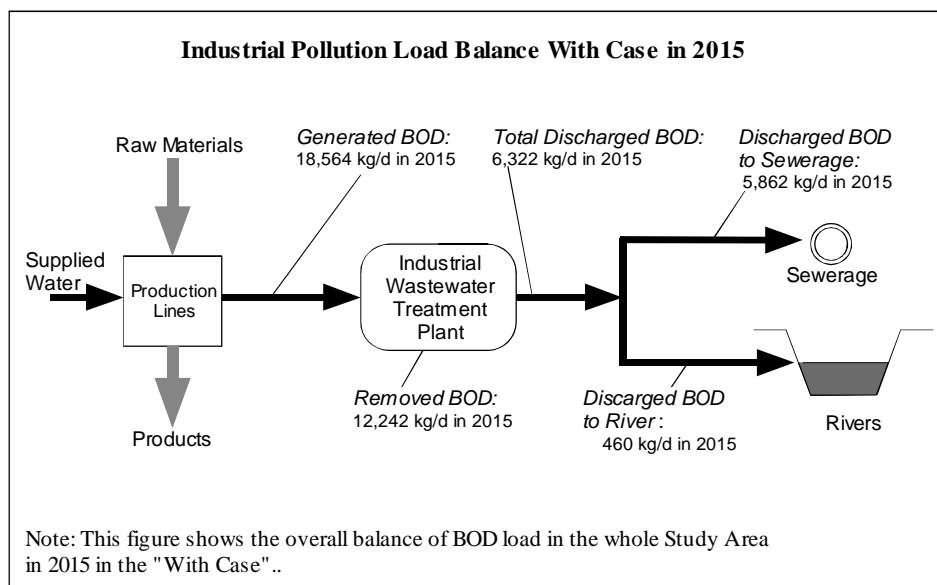 Industrial Pollution Load Balance With Case in 2015
Raw Materials
Generated BOD:
18,564 kg/d in 2015
Total Discharged BOD:
6,322 kg/d in 2015
Discharged BOD
to Sewerage:
5,862 kg/d in 2015
Supplied
Water
Production
Lines
Industrial
Wastewater
Treatment
Plant
Sewerage
Removed BOD:
12,242 kg/d in 2015
Discarged BOD
to River :
460 kg/d in 2015
Rivers
Products
Note: This figure shows the overall balance of BOD load in the whole Study Area
in 2015 in the "With Case"..